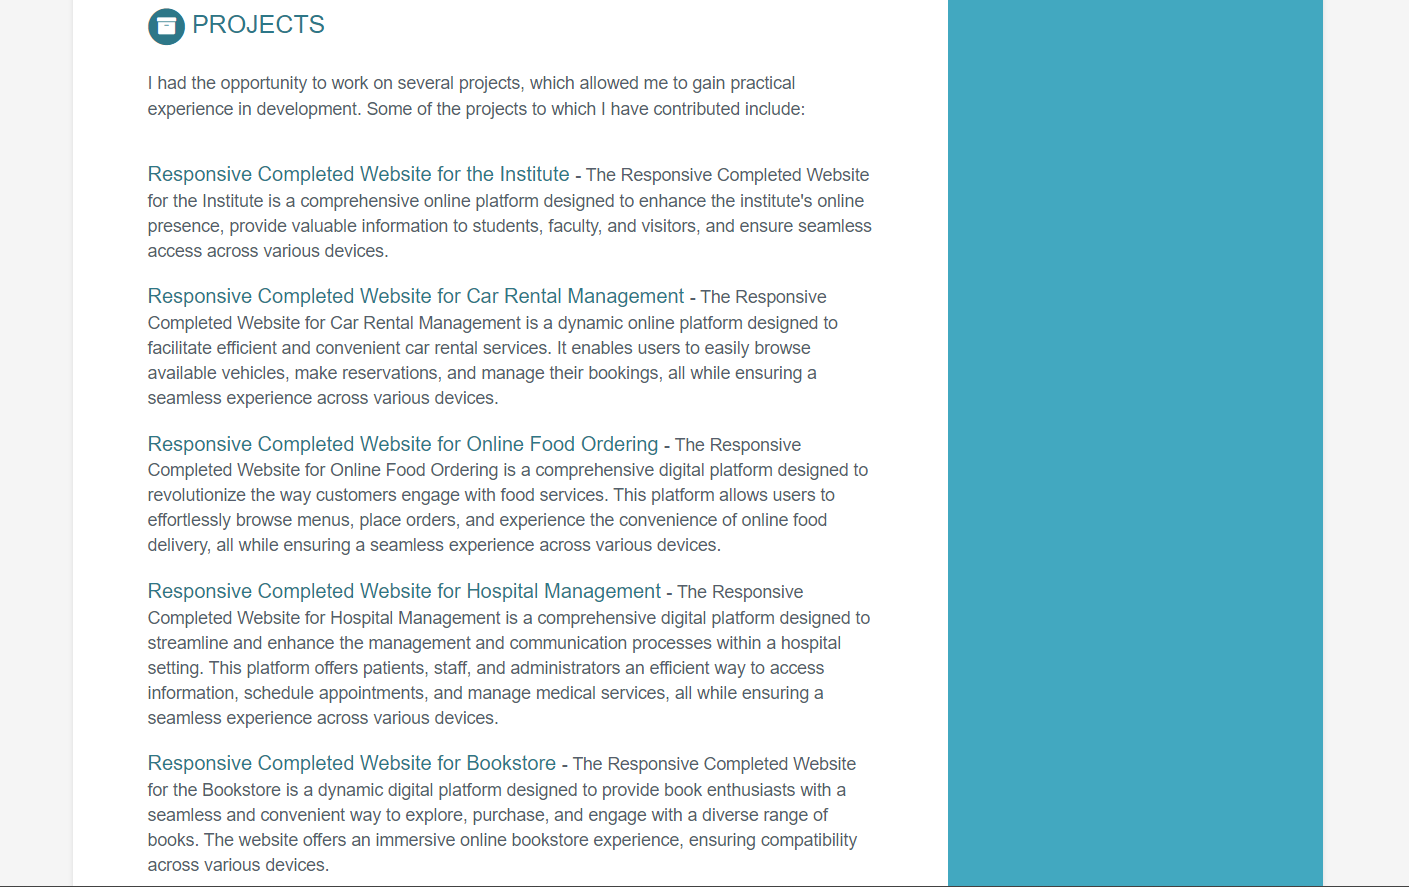 PROJECTS
I had the opportunity to work on several projects, which allowed me to gain practical
experience in development. Some of the projects to which I have contributed include:
Responsive Completed Website for the Institute - The Responsive Completed Website
for the Institute is a comprehensive online platform designed to enhance the institute's online
presence, provide valuable information to students, faculty, and visitors, and ensure seamless
access across various devices.
Responsive Completed Website for Car Rental Management - The Responsive
Completed Website for Car Rental Management is a dynamic online platform designed to
facilitate efficient and convenient car rental services. It enables users to easily browse
available vehicles, make reservations, and manage their bookings, all while ensuring a
seamless experience across various devices.
Responsive Completed Website for Online Food Ordering - The Responsive
Completed Website for Online Food Ordering is a comprehensive digital platform designed to
revolutionize the way customers engage with food services. This platform allows users to
effortlessly browse menus, place orders, and experience the convenience of online food
delivery, all while ensuring a seamless experience across various devices.
Responsive Completed Website for Hospital Management - The Responsive
Completed Website for Hospital Management is a comprehensive digital platform designed to
streamline and enhance the management and communication processes within a hospital
setting. This platform offers patients, staff, and administrators an efficient way to access
information, schedule appointments, and manage medical services, all while ensuring a
seamless experience across various devices.
Responsive Completed Website for Bookstore - The Responsive Completed Website
for the Bookstore is a dynamic digital platform designed to provide book enthusiasts with a
seamless and convenient way to explore, purchase, and engage with a diverse range of
books. The website offers an immersive online bookstore experience, ensuring compatibility
across various devices.